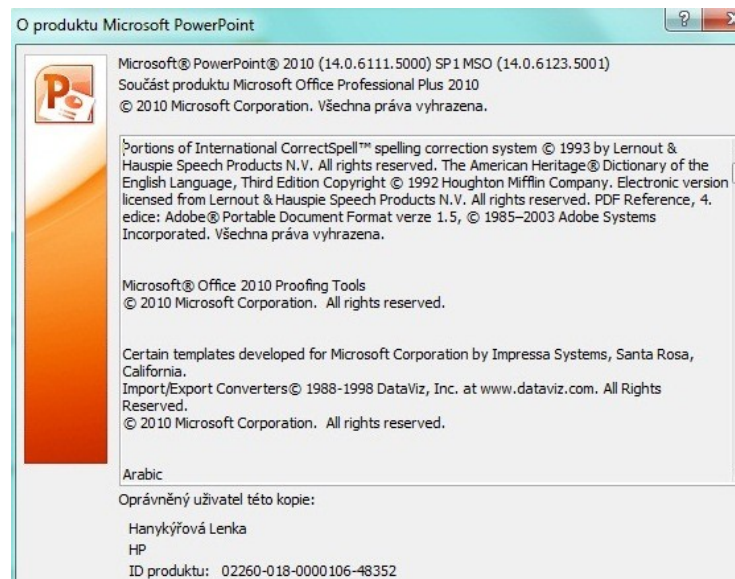 O produktu Microsoft PowerPoint
Microsoft® PowerPoint® 2010 (14.0.6111.5000) SP1 MSO (14.0.6123.5001)
Součást produktu Microsoft Office Professional Plus 2010
© 2010 Microsoft Corporation. Všechna práva vyhrazena.
Portions of International CorrectSpell™ spelling correction system © 1993 by Lernout &
Hauspie Speech Products N.V. All rights reserved. The American Heritage® Dictionary of the
English Language, Third Edition Copyright © 1992 Houghton Mifflin Company. Electronic version
licensed from Lernout & Hauspie Speech Products N.V. All rights reserved. PDF Reference, 4.
edice: Adobe® Portable Document Format verze 1.5, © 1985–2003 Adobe Systems
Incorporated. Všechna práva vyhrazena.
Microsoft® Office 2010 Proofing Tools
© 2010 Microsoft Corporation. All rights reserved.
Certain templates developed for Microsoft Corporation by Impressa Systems, Santa Rosa,
California.
Import/Export Converters© 1988-1998 DataViz, Inc. at www.dataviz.com. All Rights
Reserved.
© 2010 Microsoft Corporation. All rights reserved.
Arabic
Oprávněný uživatel této kopie:
Hanykýřová Lenka
HP
ID produktu: 02260-018-0000106-48352